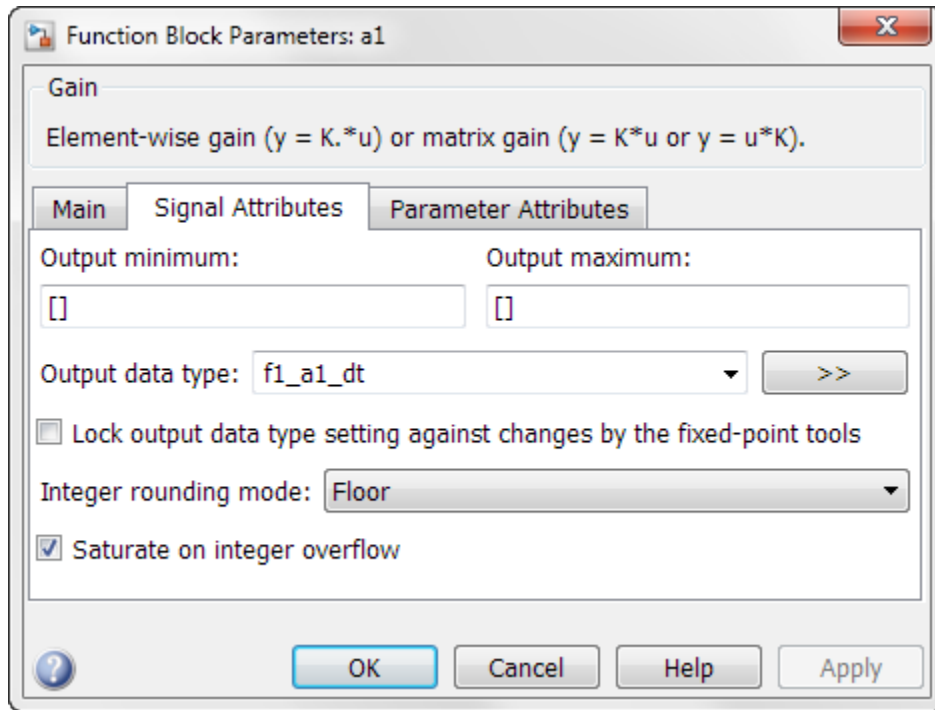 Function Block Parameters: a1
Gain
Element-wise gain (y = K.*u) or matrix gain (y = K*u or y = u*K).
Main Signal Attributes Parameter Attributes
Output minimum: Output maximum:
[] []
Output data type: f1_a1_dt >>
Lock output data type setting against changes by the fixed-point tools
Integer rounding mode: Floor
Saturate on integer overflow
OK Cancel Help Apply